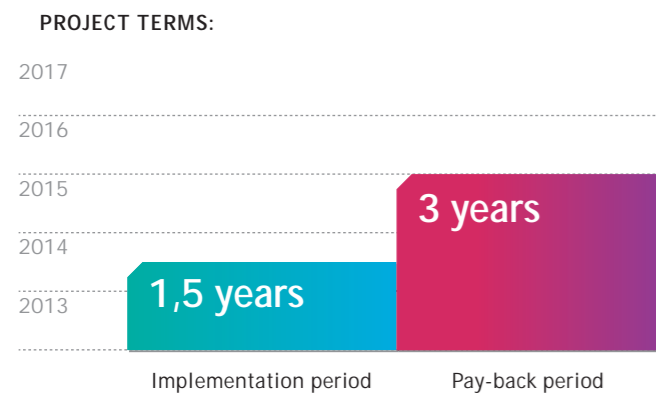 PROJECT TERMS:
2017
2016
2015
3 years
2014
1,5 years
2013
Implementation period Pay-back period